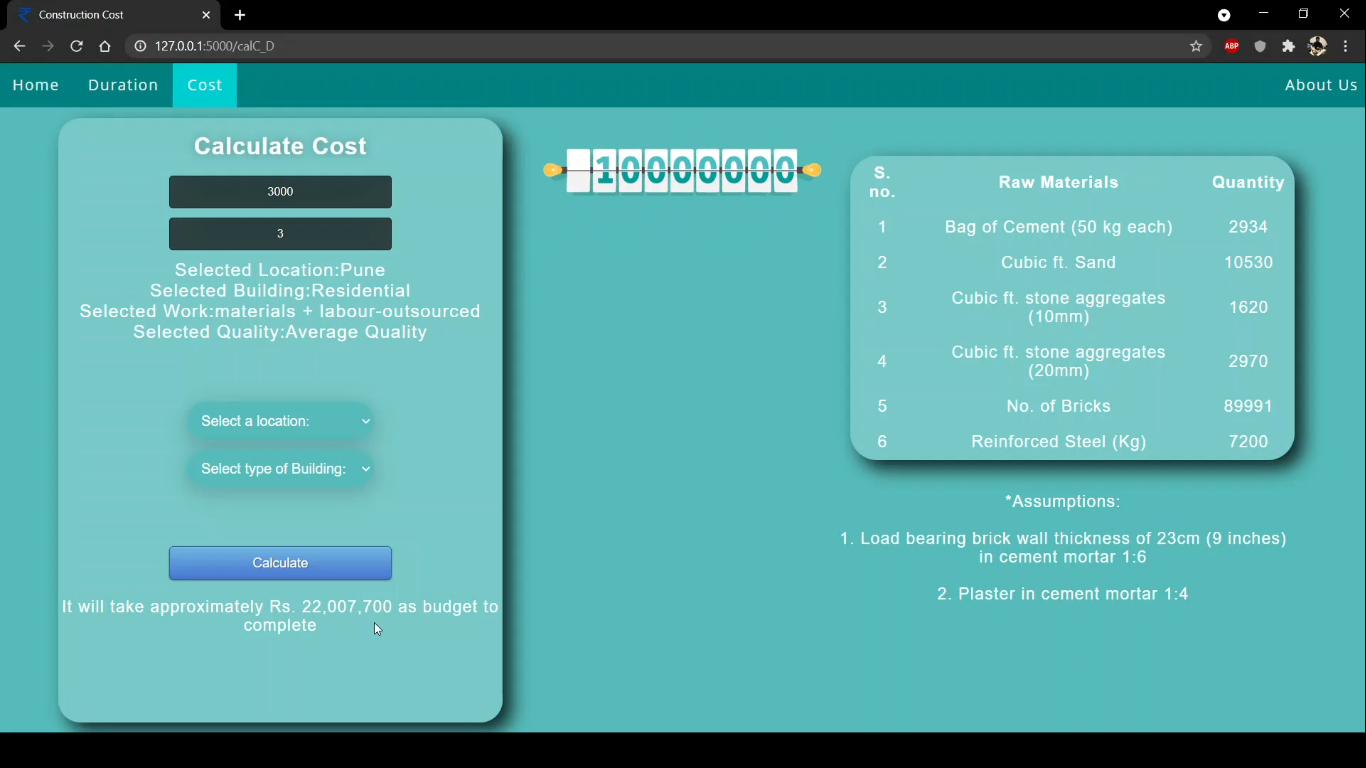 Construction Cost
127.0.0.1:5000/calC_D
ABP
Home
Duration
Cost
About Us
Calculate Cost
3000
3
Selected Location:Pune
Selected Building:Residential
Selected Work:materials + labour-outsourced
Selected Quality:Average Quality
Select a location:
Select type of Building:
Calculate
It will take approximately Rs. 22,007,700 as budget to
complete
10000000
S.
no.
Raw Materials
Quantity
1 Bag of Cement (50 kg each) 2934
2 Cubic ft. Sand 10530
3 Cubic ft. stone aggregates
(10mm) 1620
4 Cubic ft. stone aggregates
(20mm) 2970
5 No. of Bricks 89991
6 Reinforced Steel (Kg) 7200
*Assumptions:
1. Load bearing brick wall thickness of 23cm (9 inches)
in cement mortar 1:6
2. Plaster in cement mortar 1:4